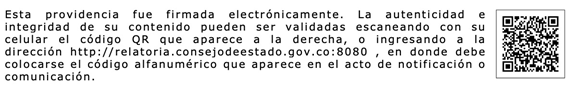 Esta providencia fue firmada electrónicamente. La autenticidad e
integridad de su contenido pueden ser validadas escaneando con su
celular el código QR que aparece a la derecha, o ingresando a la
dirección http://relatoria.consejodeestado.gov.co:8080 , en donde debe
colocarse el código alfanumérico que aparece en el acto de notificación o
comunicación.